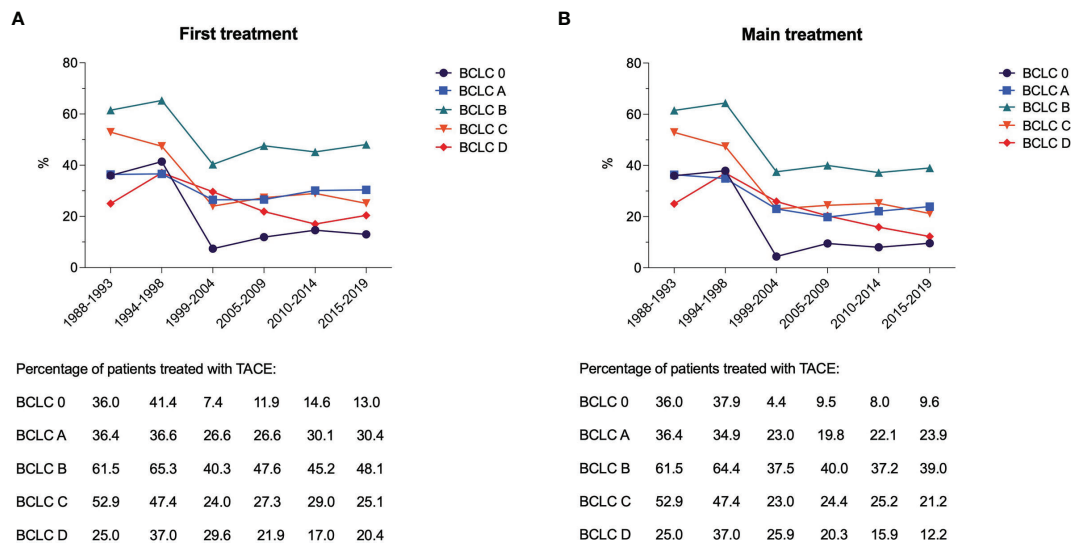 A
First treatment
80
60
40
20
0
%
1988-1993
1994-1998
1999-2004
2005-2009
2010-2014
2015-2019
BCLC 0
BCLC A
BCLC B
BCLC C
BCLC D
Percentage of patients treated with TACE:
BCLC 0 36.0 41.4 7.4 11.9 14.6 13.0
BCLC A 36.4 36.6 26.6 26.6 30.1 30.4
BCLC B 61.5 65.3 40.3 47.6 45.2 48.1
BCLC C 52.9 47.4 24.0 27.3 29.0 25.1
BCLC D 25.0 37.0 29.6 21.9 17.0 20.4
B
Main treatment
80
60
40
20
0
%
1988-1993
1994-1998
1999-2004
2005-2009
2010-2014
2015-2019
BCLC 0
BCLC A
BCLC B
BCLC C
BCLC D
Percentage of patients treated with TACE:
BCLC 0 36.0 37.9 4.4 9.5 8.0 9.6
BCLC A 36.4 34.9 23.0 19.8 22.1 23.9
BCLC B 61.5 64.4 37.5 40.0 37.2 39.0
BCLC C 52.9 47.4 23.0 24.4 25.2 21.2
BCLC D 25.0 37.0 25.9 20.3 15.9 12.2